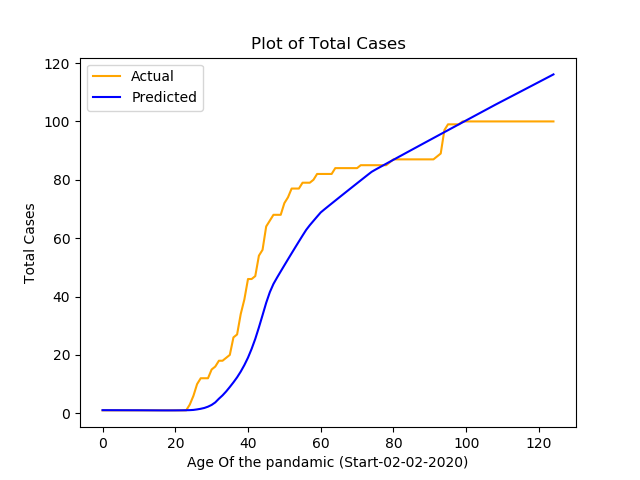 Plot of Total Cases
Actual
Predicted
120
100
80
60
40
20
0
Total Cases
0 20 40 60 80 100 120
Age Of the pandamic (Start-02-02-2020)